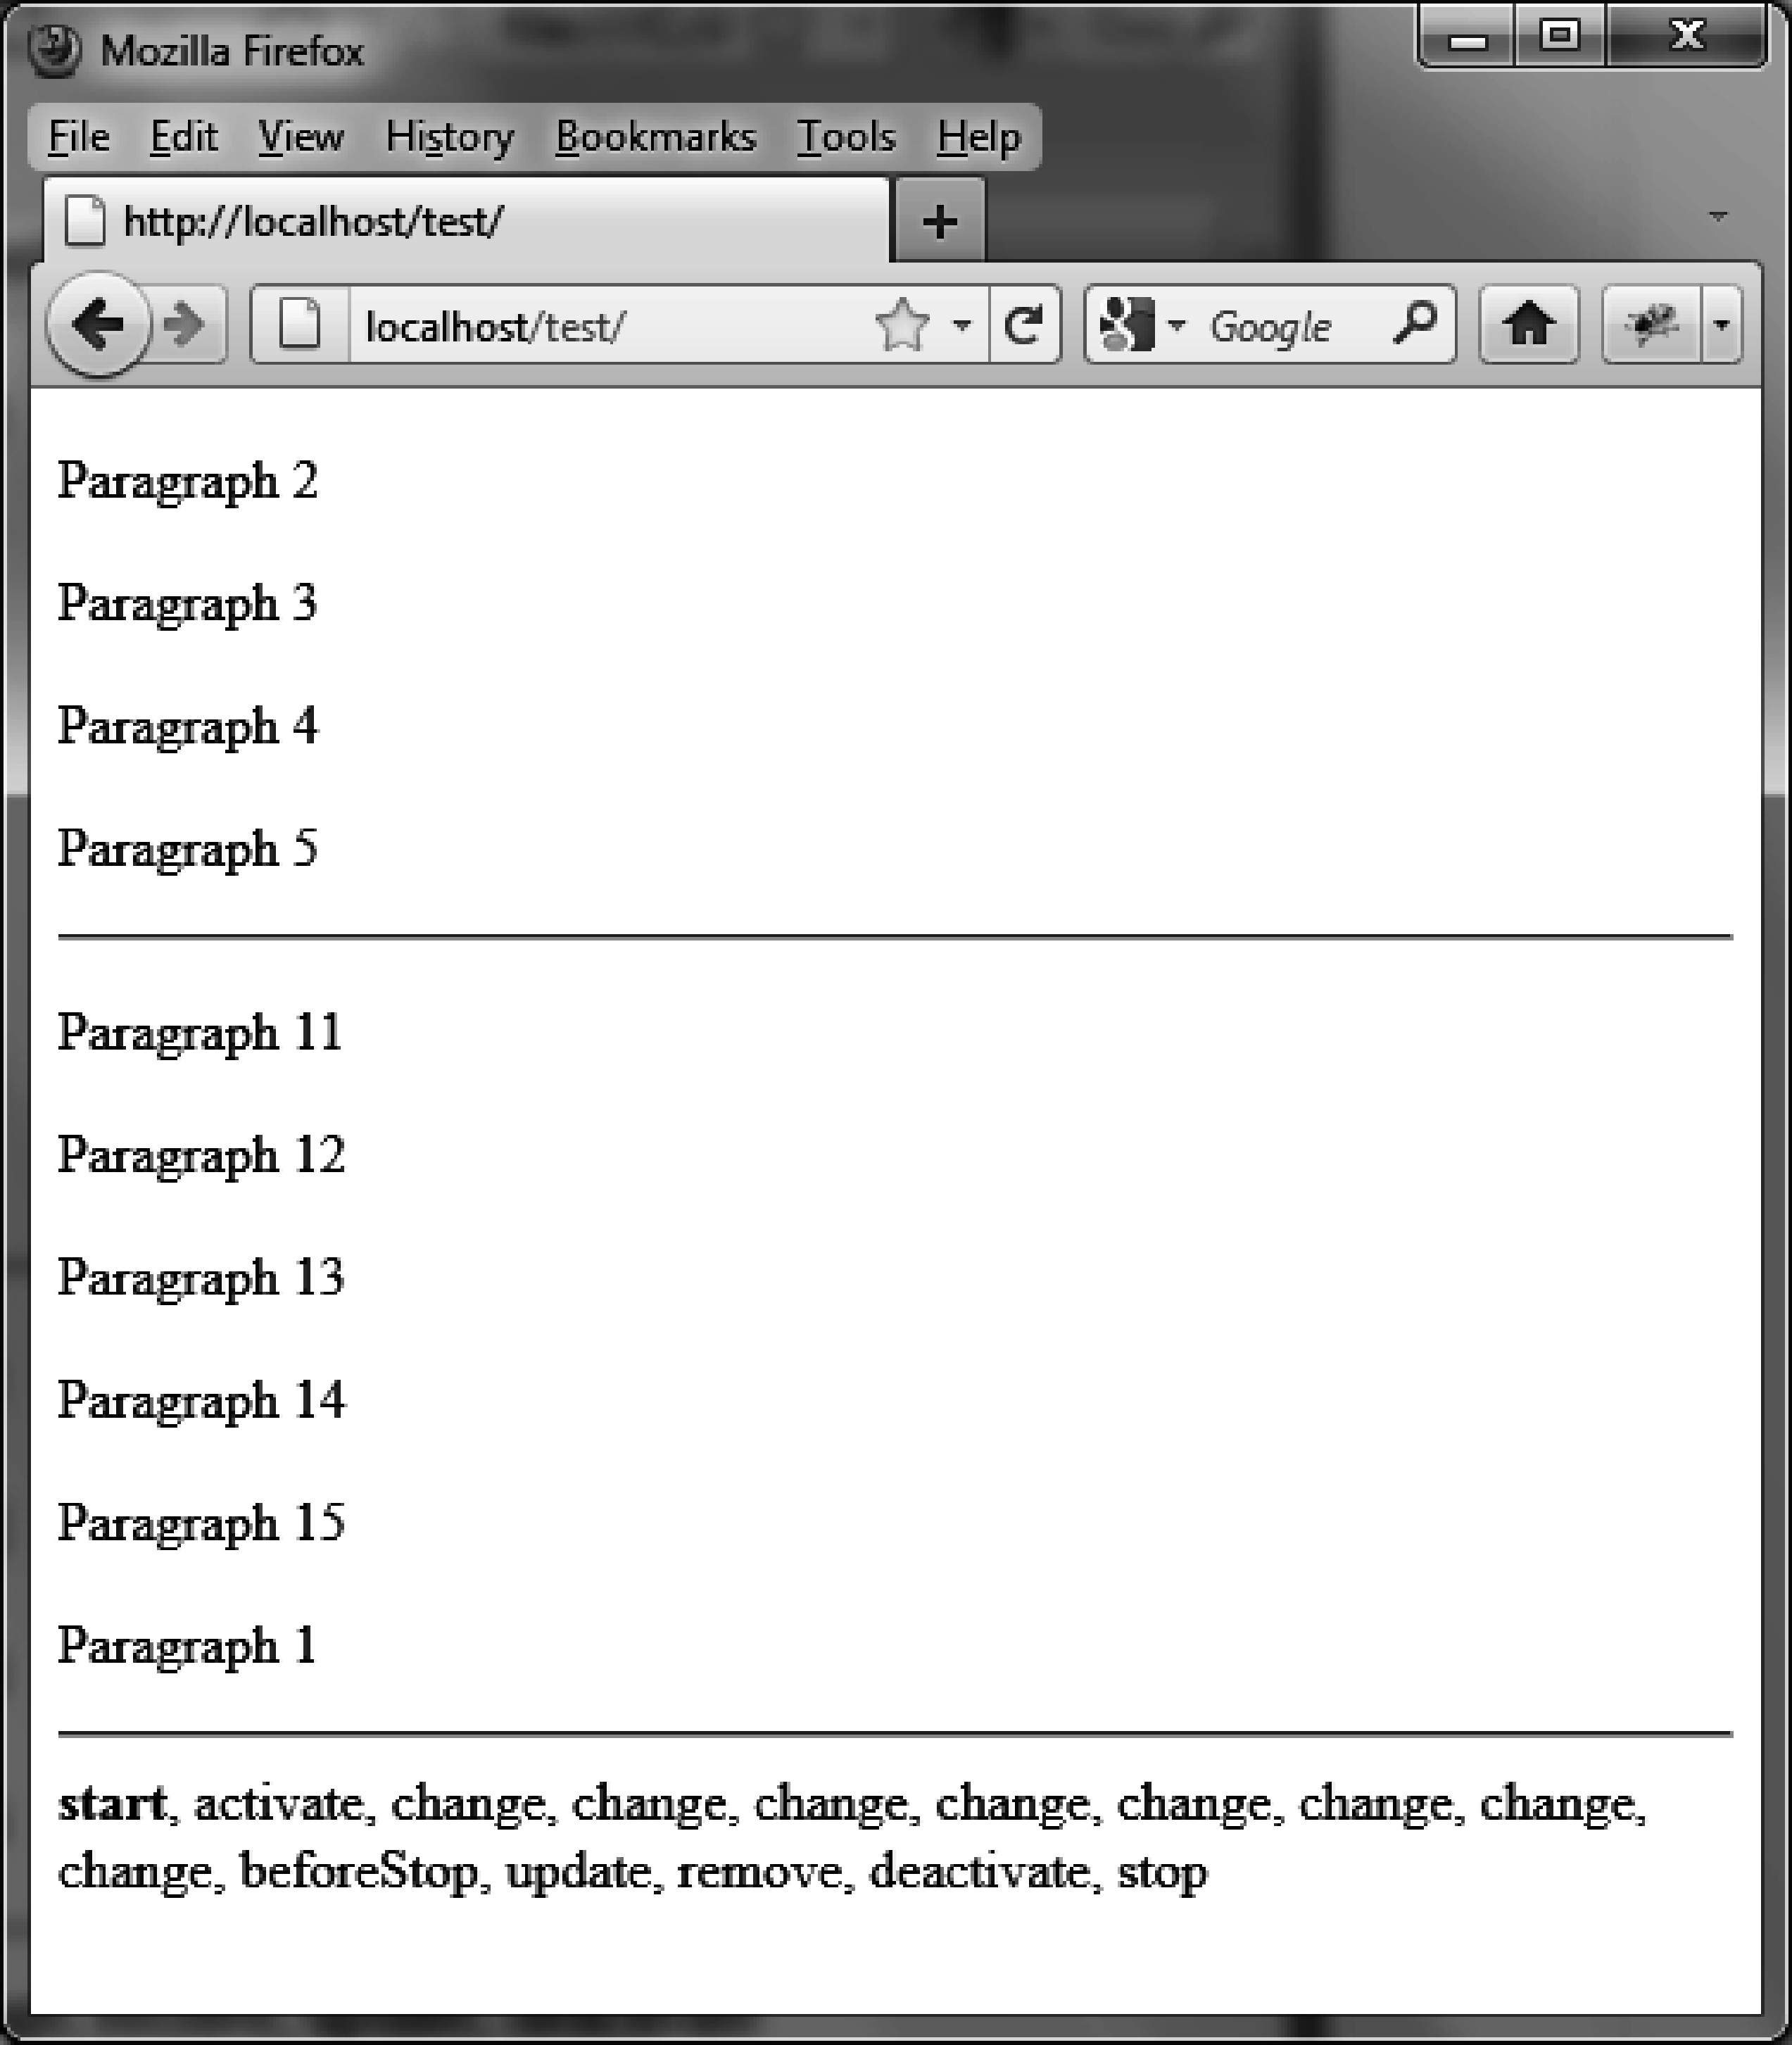 Mozilla Firefox
File Edit View History Bookmarks Tools Help
http://localhost/test/
localhost/test/ Google
Paragraph 2
Paragraph 3
Paragraph 4
Paragraph 5
Paragraph 11
Paragraph 12
Paragraph 13
Paragraph 14
Paragraph 15
Paragraph 1
start, activate, change, change, change, change, change, change, change,
change, beforeStop, update, remove, deactivate, stop